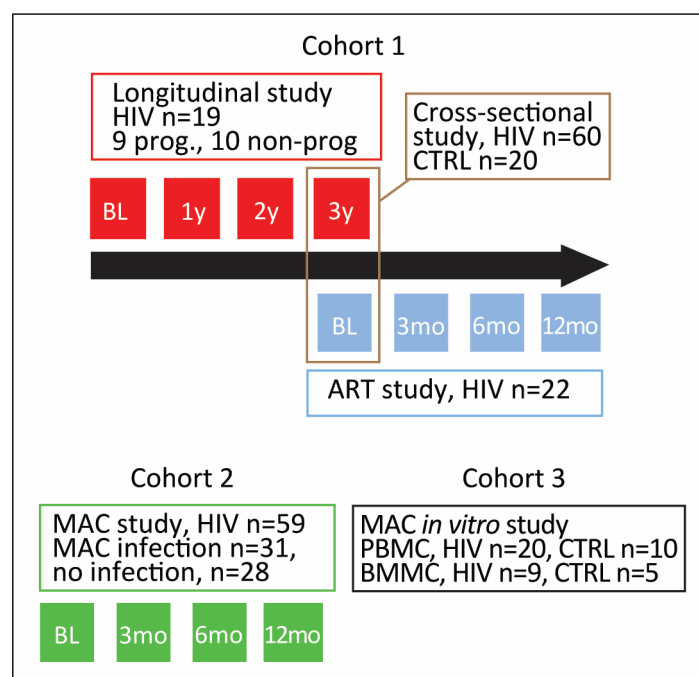 Cohort 1
Longitudinal study
HIV n=19
9 prog., 10 non-prog
Cross-sectional
study, HIV n=60
CTRL n=20
BL 1y 2y 3y
BL 3mo 6mo 12mo
ART study, HIV n=22
Cohort 2
MAC study, HIV n=59
MAC infection n=31,
no infection, n=28
BL 3mo 6mo 12mo
Cohort 3
MAC in vitro study
PBMC, HIV n=20, CTRL n=10
BMMC, HIV n=9, CTRL n=5